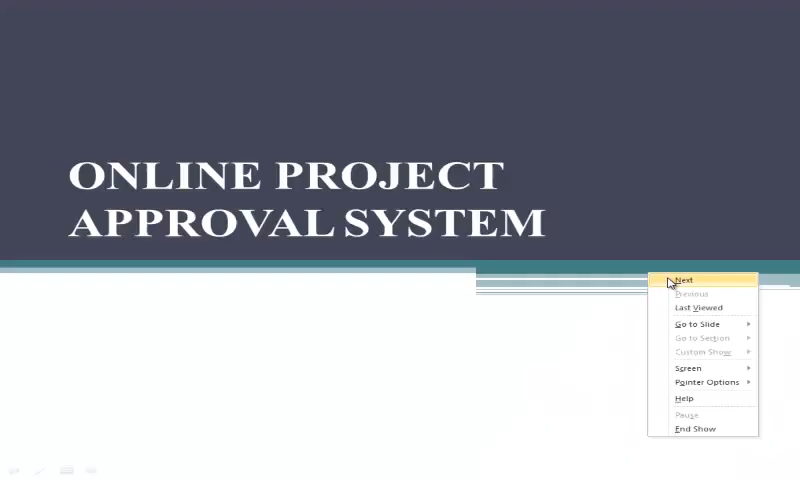 ONLINE PROJECT
APPROVAL SYSTEM
Next
Previous
Last Viewed
Go to Slide
Go to Section
Custom Show
Screen
Pointer Options
Help
Pause
End Show